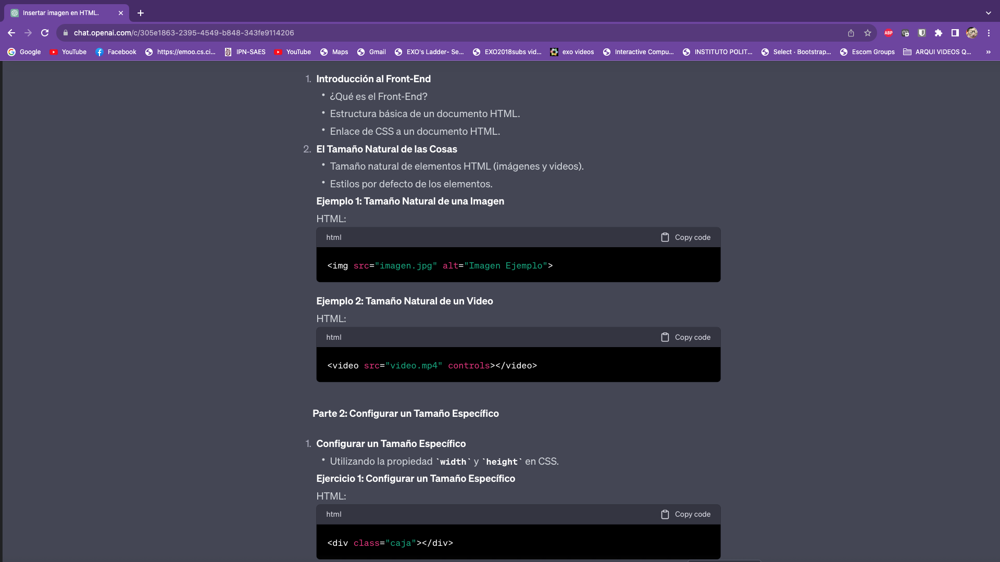 Insertar imagen en HTML.
chat.openai.com/c/305e1863-2395-4549-b848-343fe9114206
ABP
Google YouTube Facebook https://emoo.cs.ci... IPN-SAES YouTube Maps Gmail EXO's Ladder- Se... EXO2018subs vid... exo videos Interactive Compu... INSTITUTO POLIT... Select · Bootstrap... Escom Groups ARQUI VIDEOS Q... »
1. Introducción al Front-End
• ¿Qué es el Front-End?
• Estructura básica de un documento HTML.
• Enlace de CSS a un documento HTML.
2. El Tamaño Natural de las Cosas
• Tamaño natural de elementos HTML (imágenes y videos).
• Estilos por defecto de los elementos.
Ejemplo 1: Tamaño Natural de una Imagen
HTML:
html Copy code
<img src="imagen.jpg" alt="Imagen Ejemplo">
Ejemplo 2: Tamaño Natural de un Video
HTML:
html Copy code
<video src="video.mp4" controls></video>
Parte 2: Configurar un Tamaño Específico
1. Configurar un Tamaño Específico
• Utilizando la propiedad `width` y `height` en CSS.
Ejercicio 1: Configurar un Tamaño Específico
HTML:
html Copy code
<div class="caja"></div>